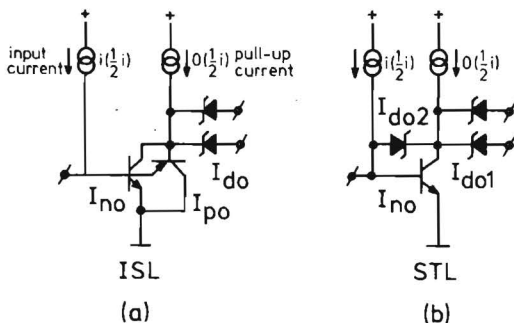 + + + +
input current i(½i) 0(½i) pull-up current i(½i) 0(½i)
I_do2
I_no I_do I_po I_no I_do1
ISL STL
(a) (b)